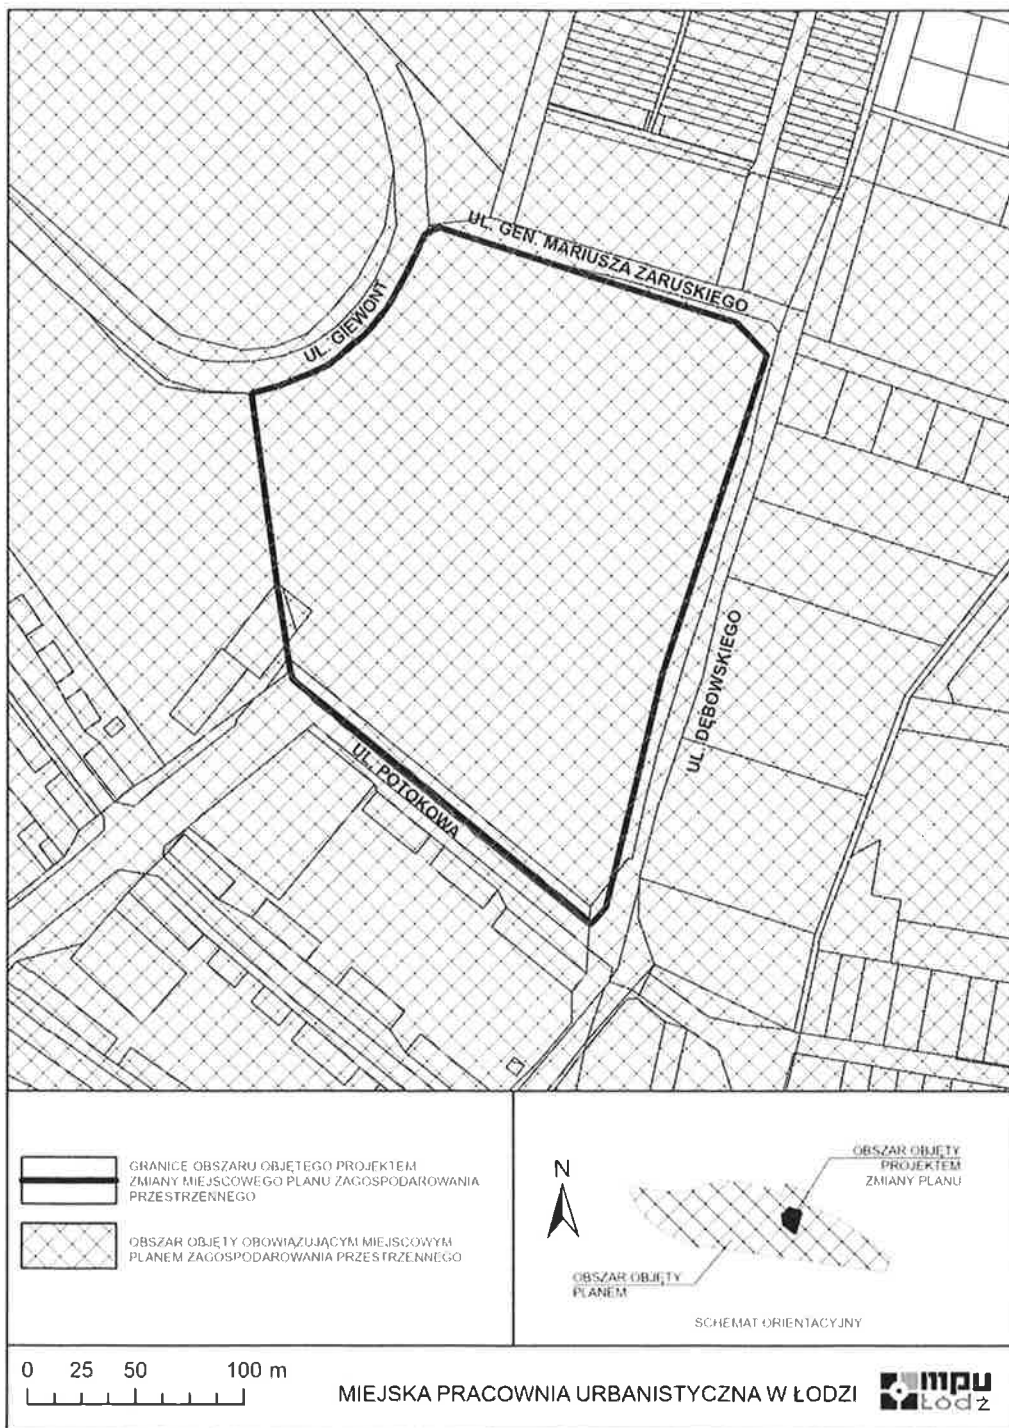 UL. GEN. MARIUSZA ZARUSKIEGO
UL. GIEWONT
UL. DĘBOWSKIEGO
UL. POTOKOWA
GRANICE OBSZARU OBJĘTEGO PROJEKTEM
ZMIANY MIEJSCOWEGO PLANU ZAGOSPODAROWANIA
PRZESTRZENNEGO
OBSZAR OBJĘTY OBOWIĄZUJĄCYM MIEJSCOWYM
PLANEM ZAGOSPODAROWANIA PRZESTRZENNEGO
N
OBSZAR OBJĘTY
PROJEKTEM
ZMIANY PLANU
OBSZAR OBJĘTY
PLANEM
SCHEMAT ORIENTACYJNY
0 25 50 100 m
MIEJSKA PRACOWNIA URBANISTYCZNA W ŁODZI
mpu
Łódź